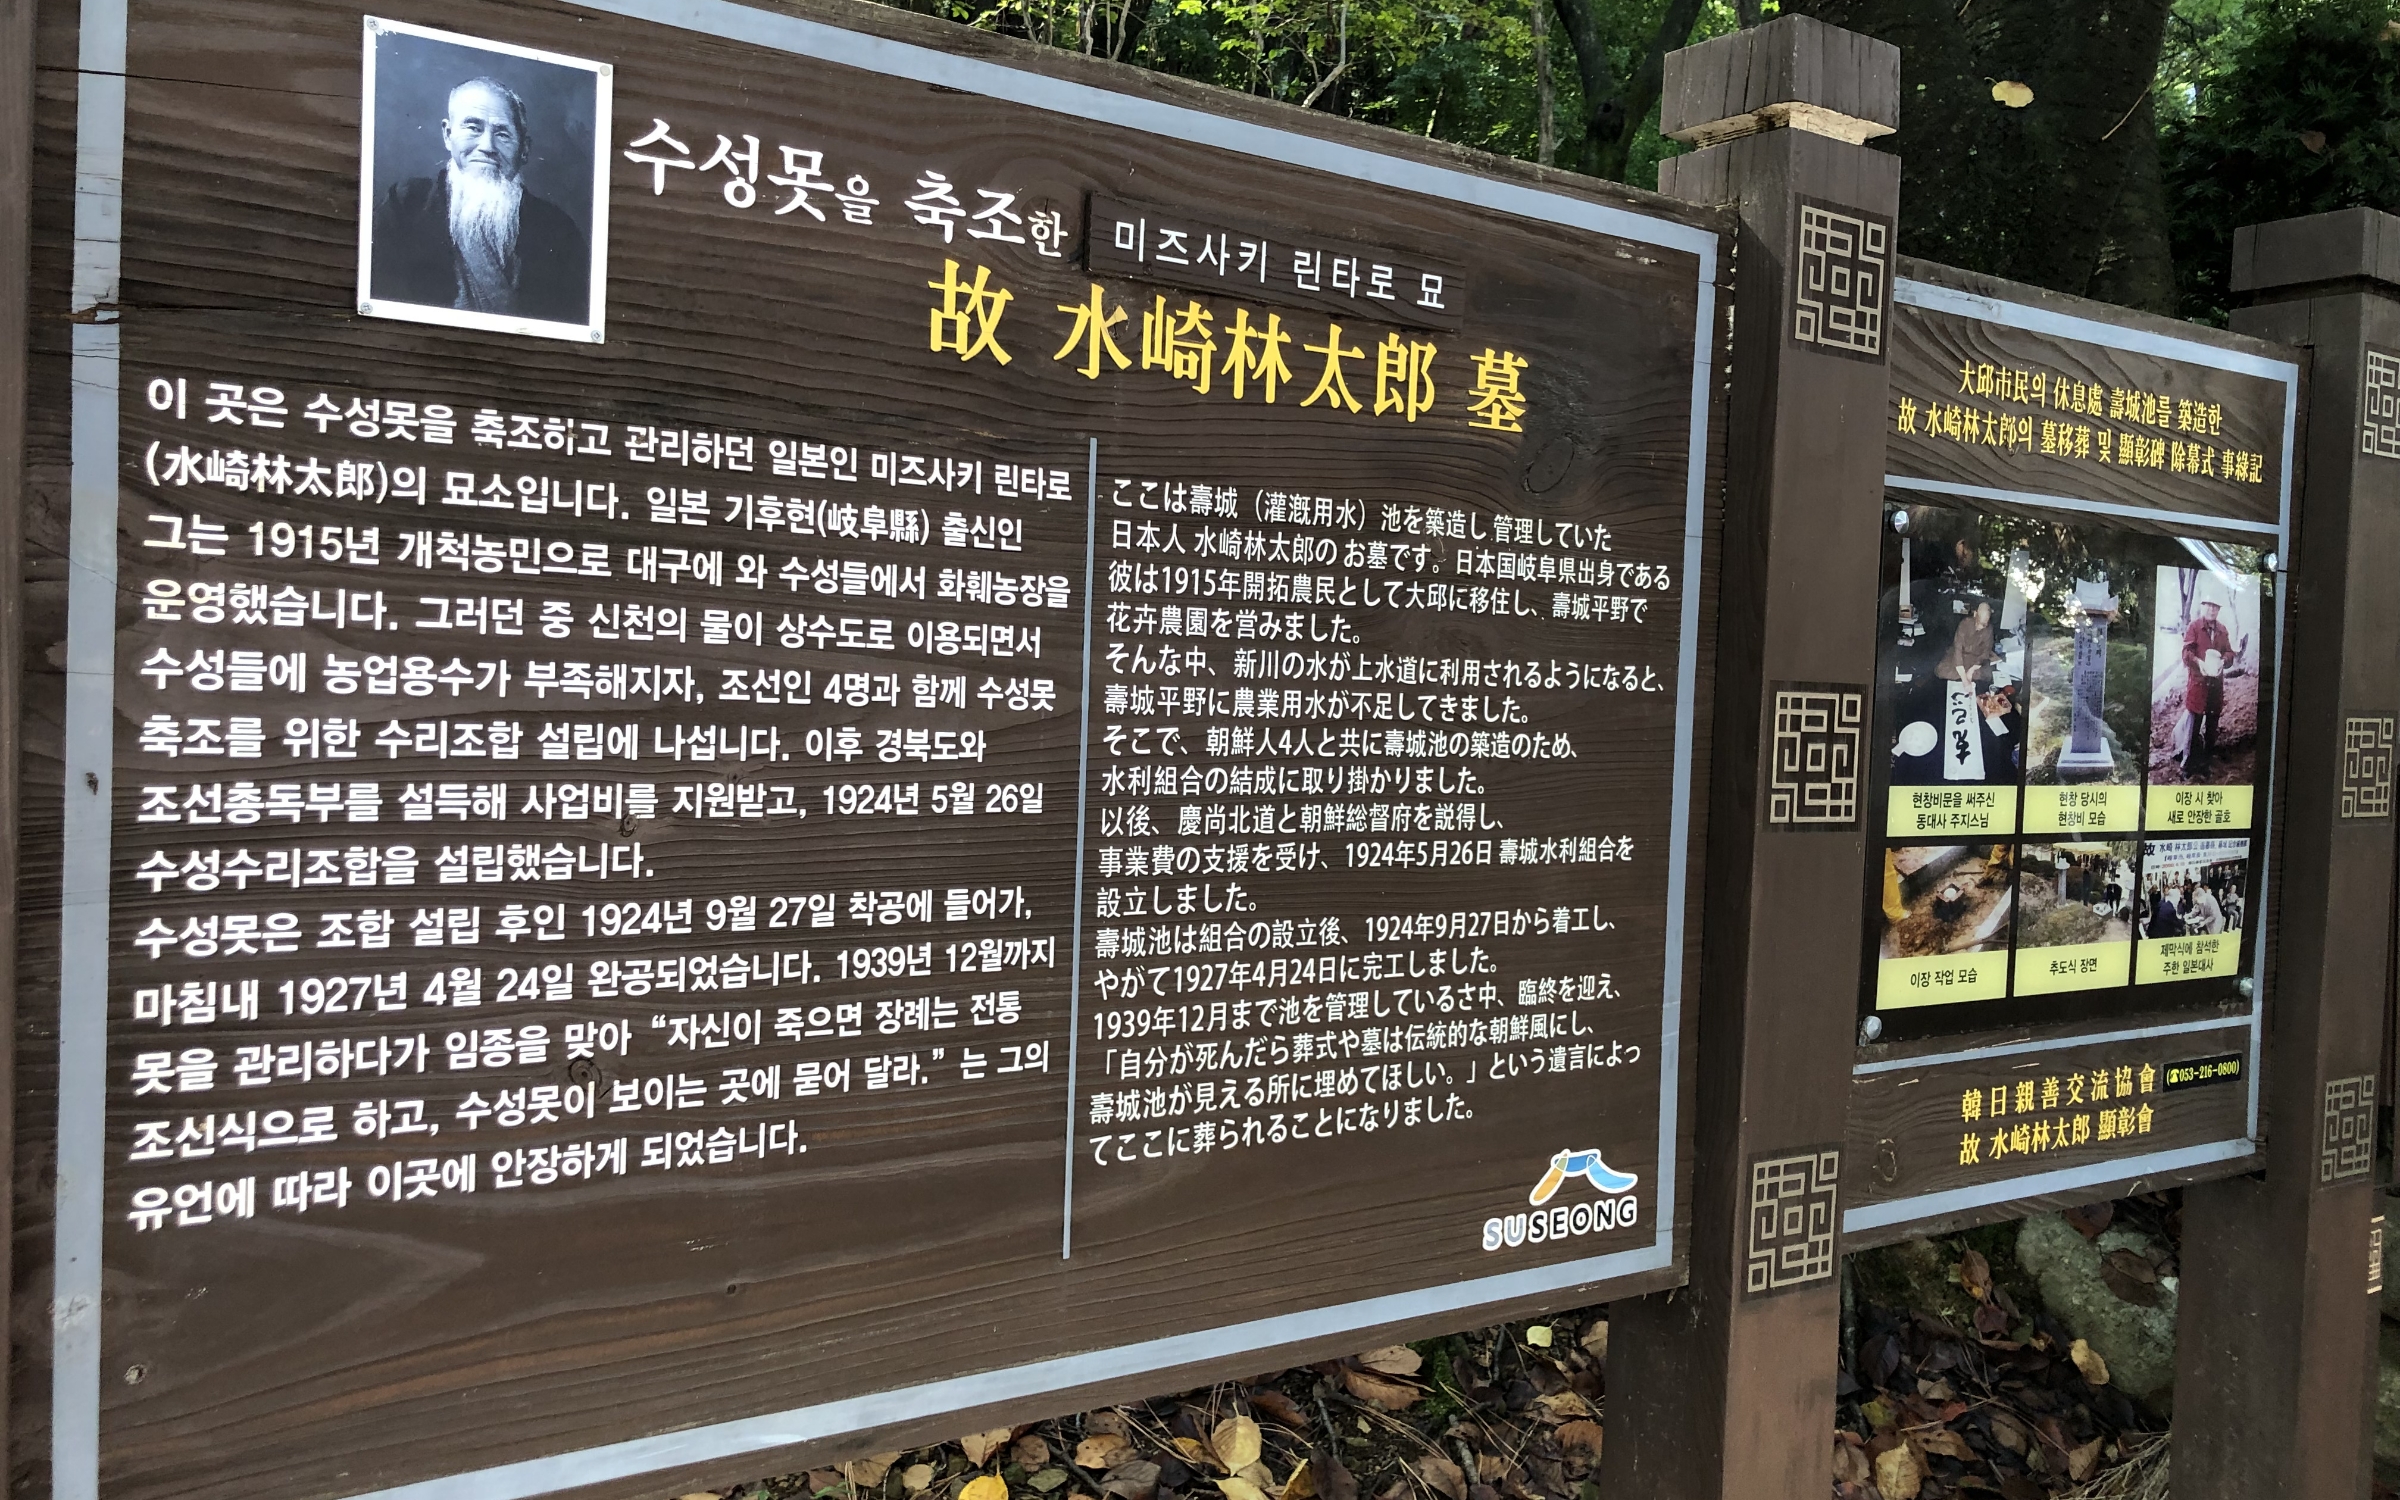 수성못을 축조한 미즈사키 린타로 묘
故 水崎林太郎 墓
이 곳은 수성못을 축조하고 관리하던 일본인 미즈사키 린타로
(水崎林太郎)의 묘소입니다. 일본 기후현(岐阜縣) 출신인
그는 1915년 개척농민으로 대구에 와 수성들에서 화훼농장을
운영했습니다. 그러던 중 신천의 물이 상수도로 이용되면서
수성들에 농업용수가 부족해지자, 조선인 4명과 함께 수성못
축조를 위한 수리조합 설립에 나섭니다. 이후 경북도와
조선총독부를 설득해 사업비를 지원받고, 1924년 5월 26일
수성수리조합을 설립했습니다.
수성못은 조합 설립 후인 1924년 9월 27일 착공에 들어가,
마침내 1927년 4월 24일 완공되었습니다. 1939년 12월까지
못을 관리하다가 임종을 맞아 “자신이 죽으면 장례는 전통
조선식으로 하고, 수성못이 보이는 곳에 묻어 달라.” 는 그의
유언에 따라 이곳에 안장하게 되었습니다.
ここは壽城（灌漑用水）池を築造し 管理していた
日本人 水崎林太郎の お墓です。日本国岐阜県出身である
彼は1915年開拓農民として大邱に移住し、壽城平野で
花卉農園を営みました。
そんな中、新川の水が上水道に利用されるようになると、
壽城平野に農業用水が不足してきました。
そこで、朝鮮人4人と共に壽城池の築造のため、
水利組合の結成に取り掛かりました。
以後、慶尚北道と朝鮮総督府を説得し、
事業費の支援を受け、1924年5月26日 壽城水利組合を
設立しました。
壽城池は組合の設立後、1924年9月27日から着工し、
やがて1927年4月24日に完工しました。
1939年12月まで池を管理しているさ中、臨終を迎え、
「自分が死んだら葬式や墓は伝統的な朝鮮風にし、
壽城池が見える所に埋めてほしい。」という遺言によっ
てここに葬られることになりました。
SUSEONG
大邱市民의 休息處 壽城池를 築造한
故 水崎林太郎의 墓移葬 및 顯彰碑 除幕式 事緣記
현창비문을 써주신
동대사 주지스님
현창 당시의
현창비 모습
이장 시 찾아
새로 안장한 골호
이장 작업 모습
추도식 장면
제막식에 참석한
주한 일본대사
韓日親善交流協會 (☎053-216-0800)
故 水崎林太郎 顯彰會